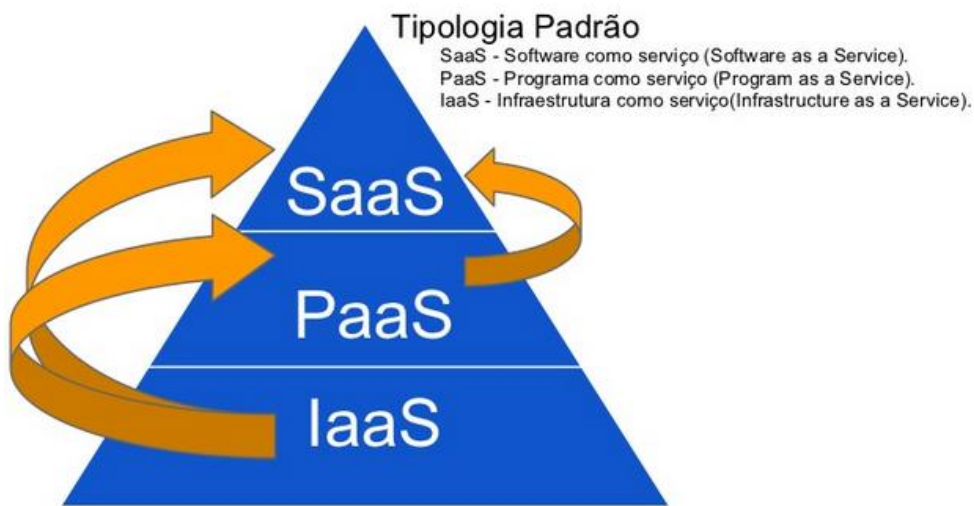 Tipologia Padrão
SaaS - Software como serviço (Software as a Service).
PaaS - Programa como serviço (Program as a Service).
IaaS - Infraestrutura como serviço(Infrastructure as a Service).
SaaS
PaaS
IaaS